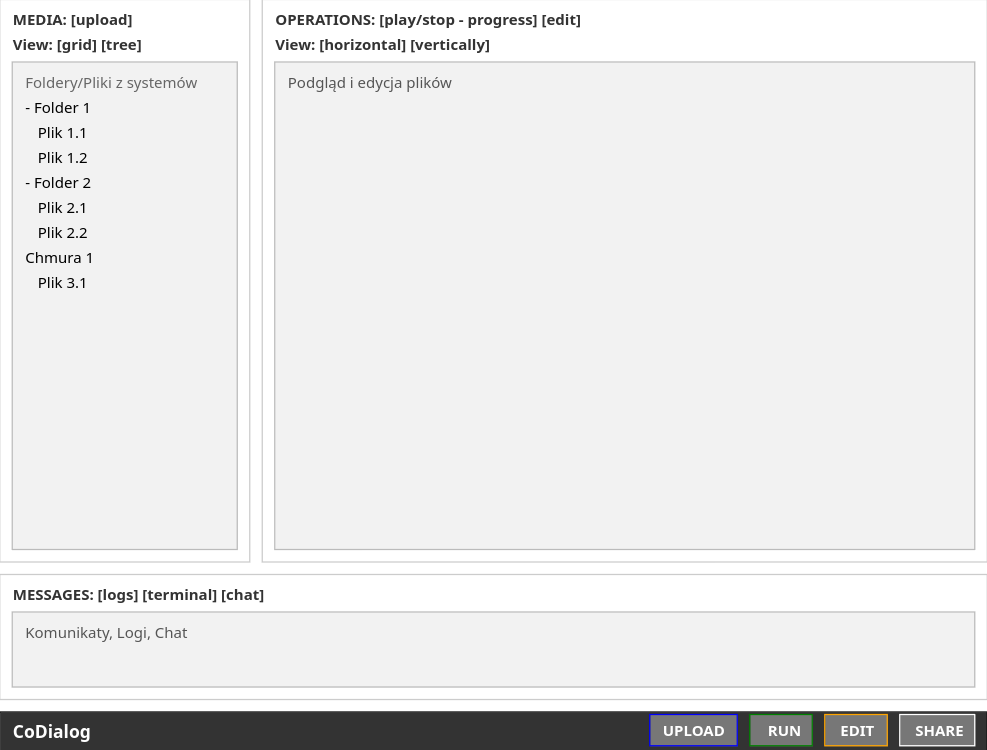 MEDIA: [upload]
View: [grid] [tree]
Foldery/Pliki z systemów
- Folder 1
Plik 1.1
Plik 1.2
- Folder 2
Plik 2.1
Plik 2.2
Chmura 1
Plik 3.1
OPERATIONS: [play/stop - progress] [edit]
View: [horizontal] [vertically]
Podgląd i edycja plików
MESSAGES: [logs] [terminal] [chat]
Komunikaty, Logi, Chat
CoDialog
UPLOAD
RUN
EDIT
SHARE